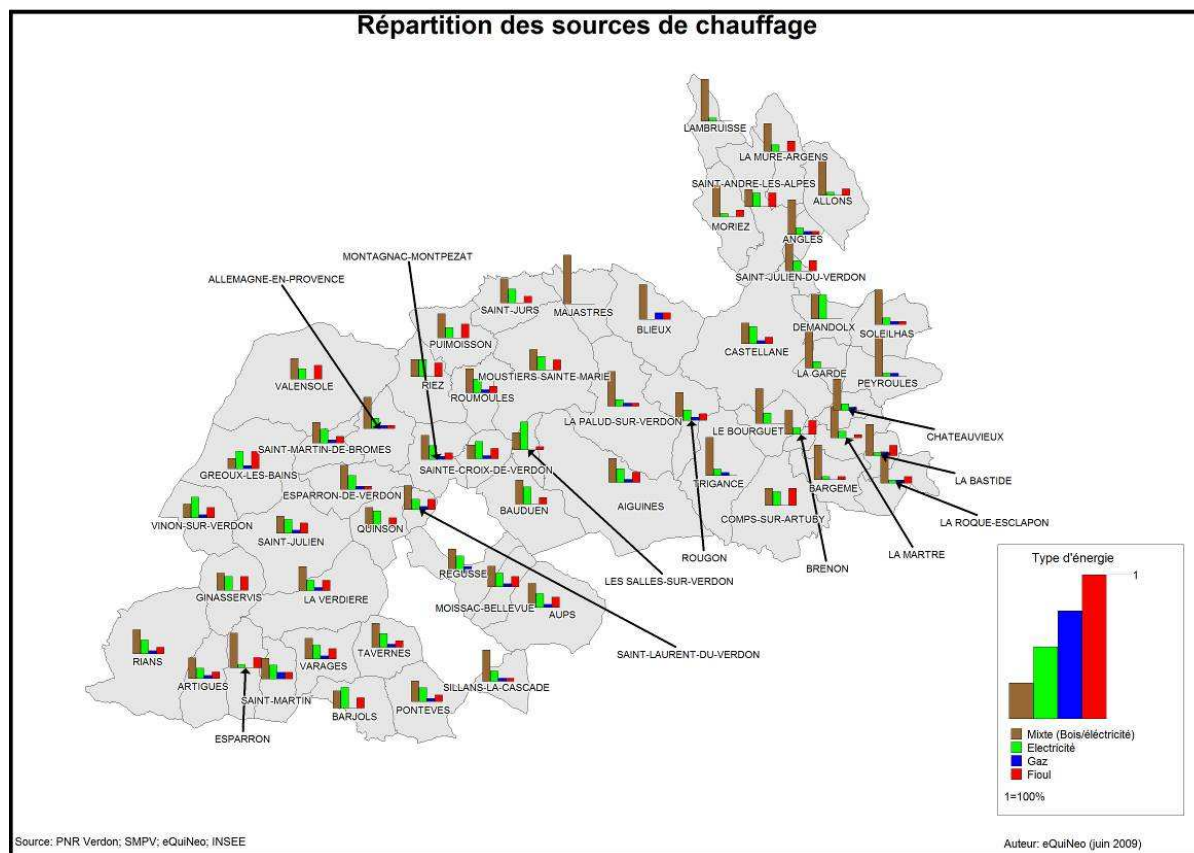 Répartition des sources de chauffage
LAMBRUISSE
LA MURE-ARGENS
SAINT-ANDRE-LES-ALPES
ALLONS
MORIEZ
ANGLES
MONTAGNAC-MONTPEZAT
SAINT-JULIEN-DU-VERDON
ALLEMAGNE-EN-PROVENCE
SAINT-JURS
MAJASTRES
BLIEUX
DEMANDOLX
SOLEILHAS
PUIMOISSON
CASTELLANE
LA GARDE
VALENSOLE
RIEZ
MOUSTIERS-SAINTE-MARIE
PEYROULES
ROUMOULES
LA PALUD-SUR-VERDON
LE BOURGUET
CHATEAUVIEUX
SAINT-MARTIN-DE-BROMES
SAINTE-CROIX-DE-VERDON
GREOUX-LES-BAINS
TRIGANCE
BARGEME
LA BASTIDE
ESPARRON-DE-VERDON
AIGUINES
BAUDUEN
COMPS-SUR-ARTUBY
VINON-SUR-VERDON
LA ROQUE-ESCLAPON
QUINSON
SAINT-JULIEN
LA MARTRE
ROUGON
BRENON
REGUSSE
LES SALLES-SUR-VERDON
GINASSERVIS
LA VERDIERE
MOISSAC-BELLEVUE
AUPS
SAINT-LAURENT-DU-VERDON
TAVERNES
RIANS
VARAGES
ARTIGUES
SAINT-MARTIN
SILLANS-LA-CASCADE
BARJOLS
PONTEVES
ESPARRON
Type d'énergie
1
Mixte (Bois/éléctricité)
Electricité
Gaz
Fioul
1=100%
Source: PNR Verdon; SMPV; eQuiNeo; INSEE
Auteur: eQuiNeo (juin 2009)